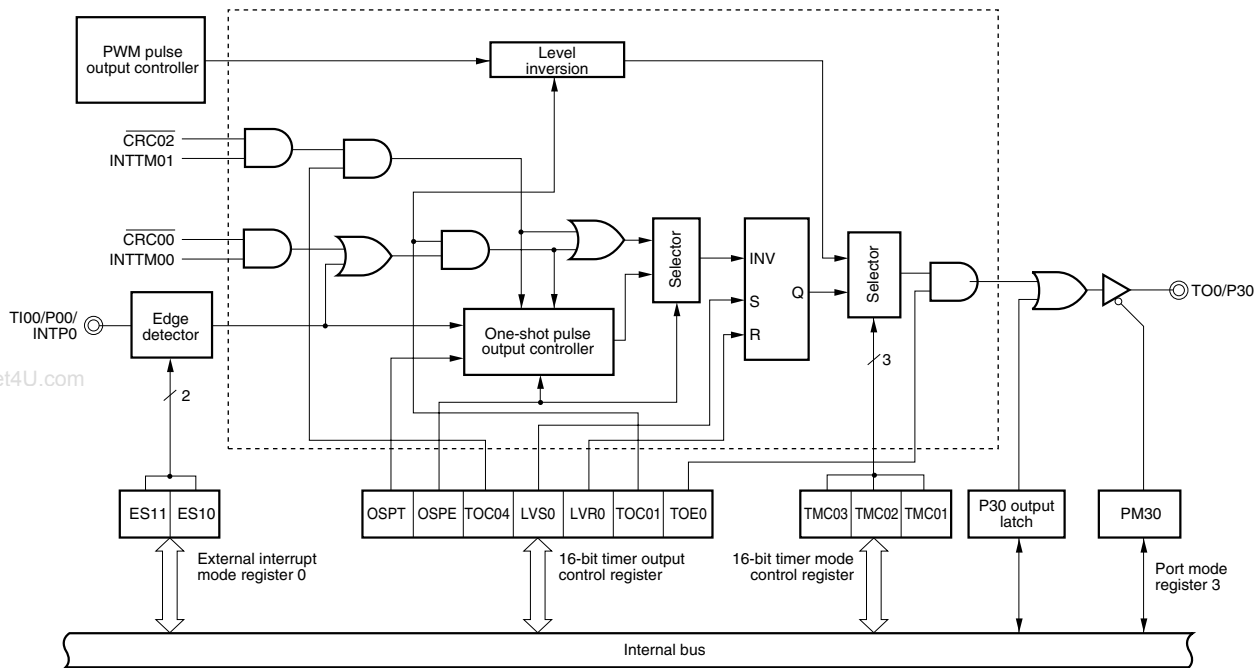 PWM pulse
output controller
Level
inversion
CRC02
INTTM01
CRC00
INTTM00
TI00/P00/
INTP0
Edge
detector
2
One-shot pulse
output controller
Selector
INV
S
R
Q
Selector
3
TO0/P30
et4U.com
ES11 ES10
OSPT OSPE TOC04 LVS0 LVR0 TOC01 TOE0
TMC03 TMC02 TMC01
P30 output
latch
PM30
External interrupt
mode register 0
16-bit timer output
control register
16-bit timer mode
control register
Port mode
register 3
Internal bus